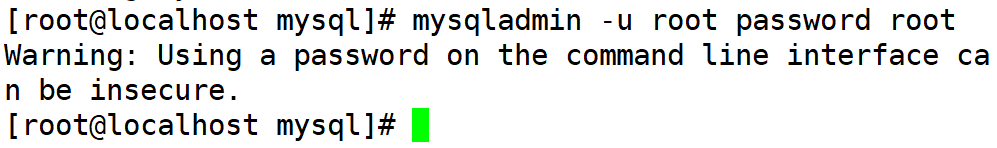 [root@localhost mysql]# mysqladmin -u root password root
Warning: Using a password on the command line interface ca
n be insecure.
[root@localhost mysql]#